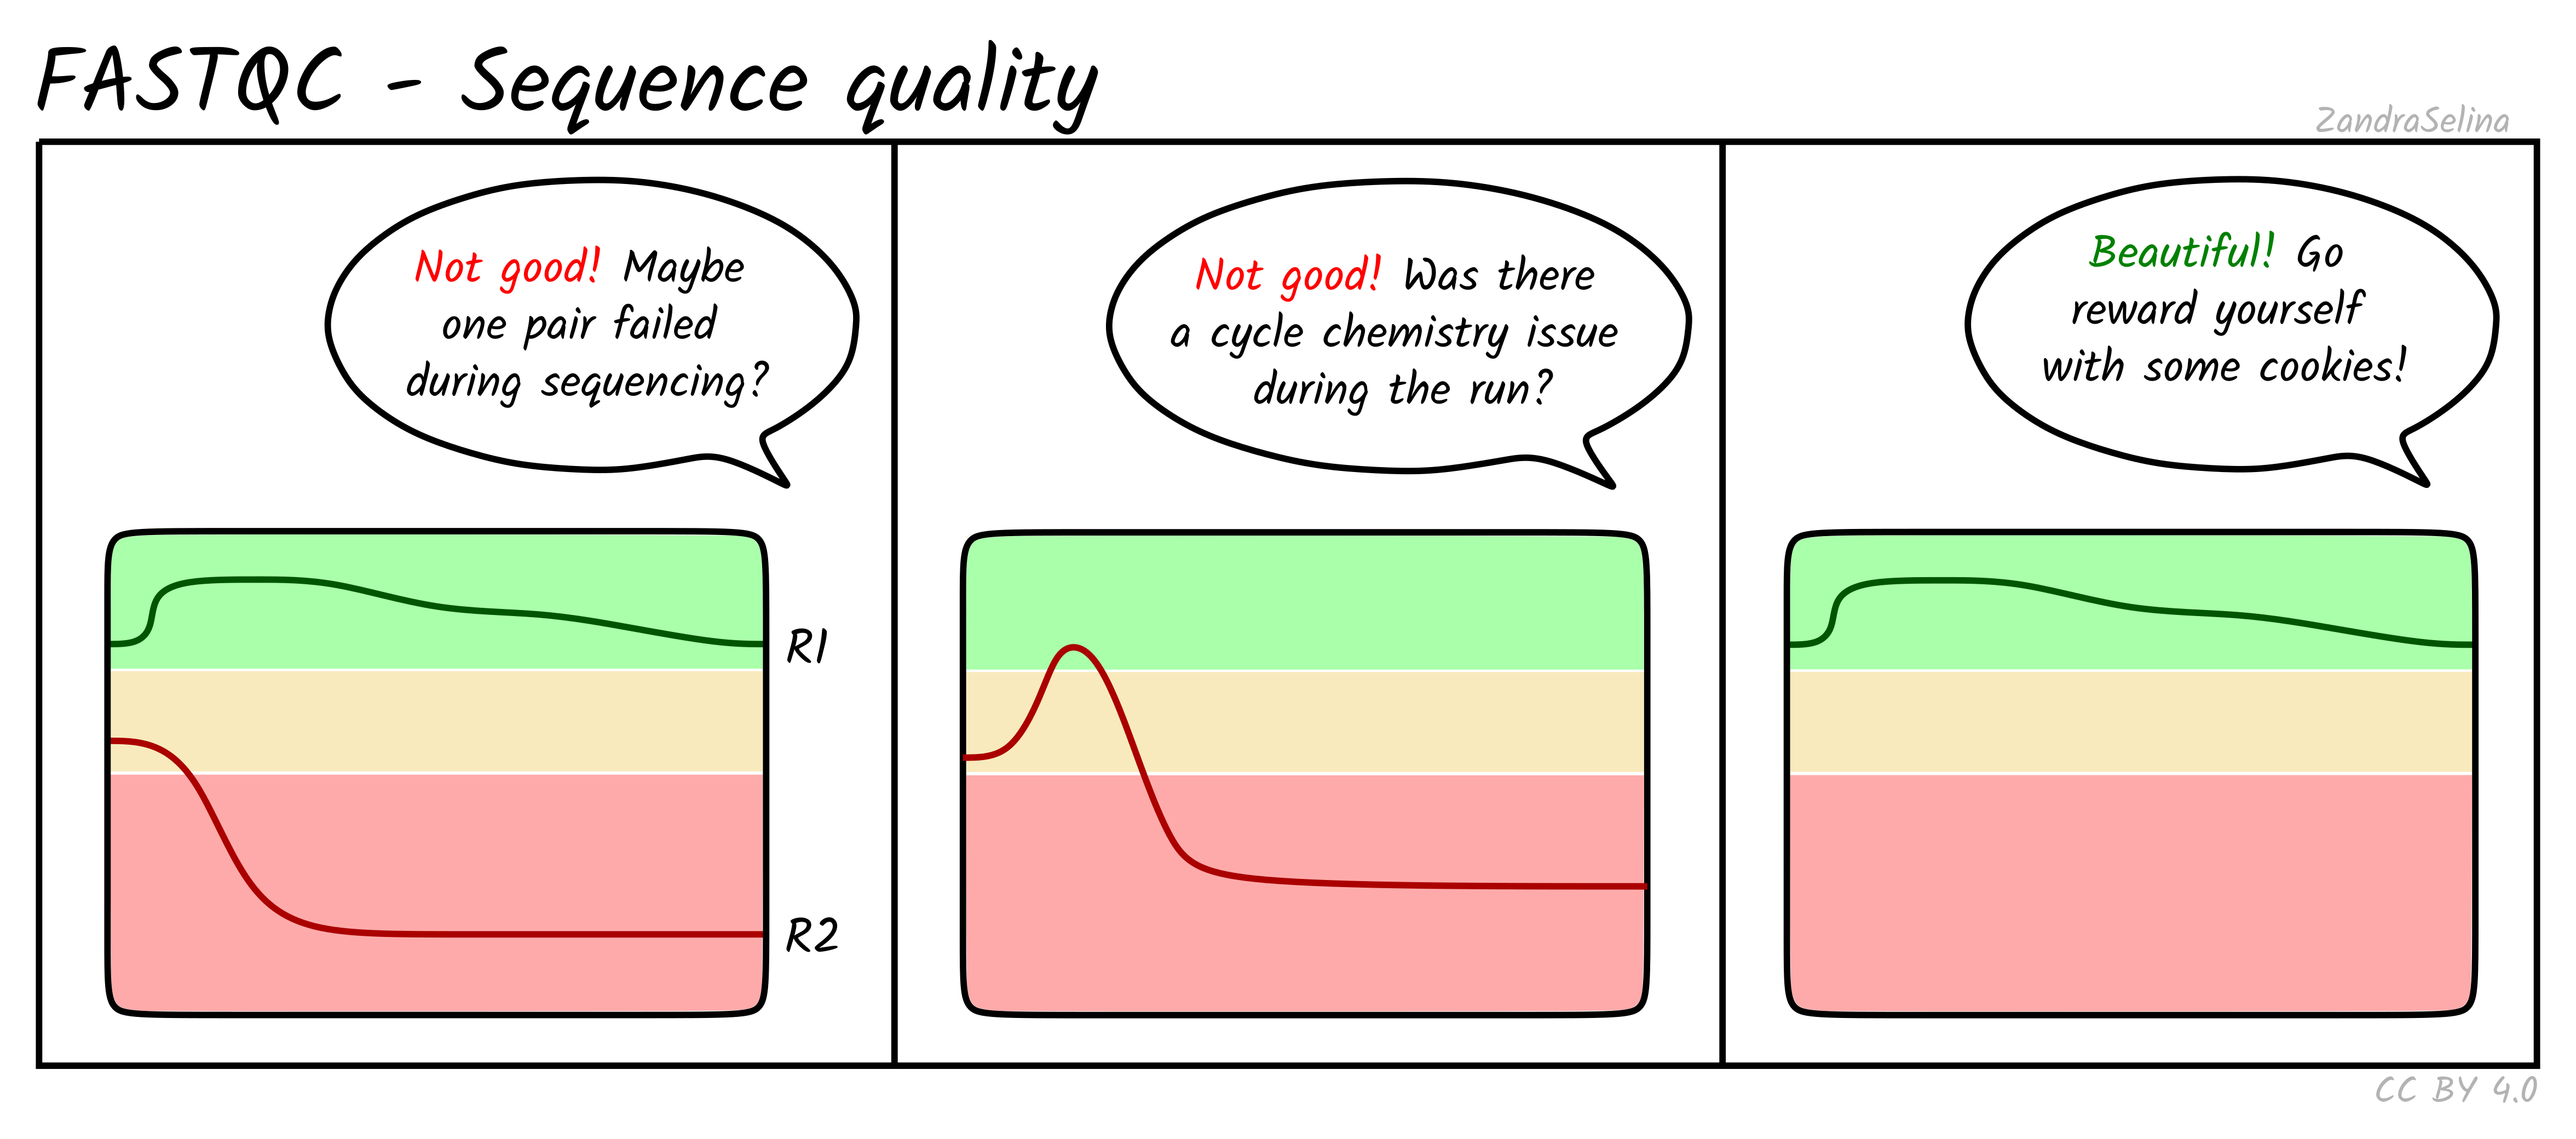 FASTQC - Sequence quality
ZandraSelina
Not good! Maybe
one pair failed
during sequencing?
R1
R2
Not good! Was there
a cycle chemistry issue
during the run?
Beautiful! Go
reward yourself
with some cookies!
CC BY 4.0